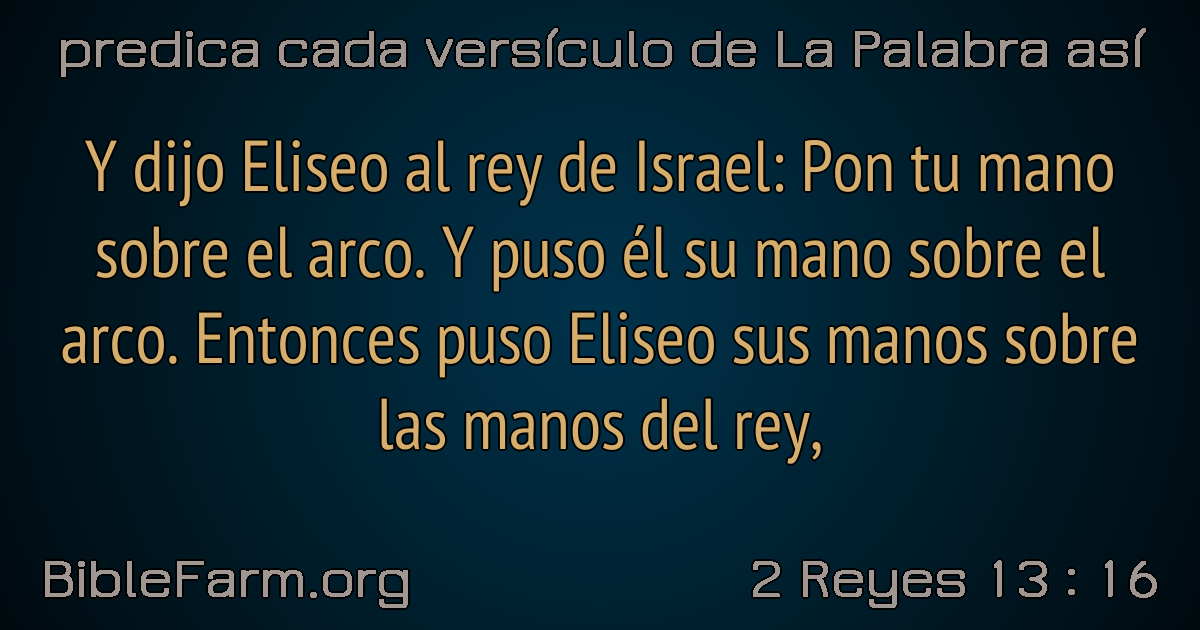 predica cada versículo de La Palabra así
Y dijo Eliseo al rey de Israel: Pon tu mano
sobre el arco. Y puso él su mano sobre el
arco. Entonces puso Eliseo sus manos sobre
las manos del rey,
BibleFarm.org
2 Reyes 13 : 16